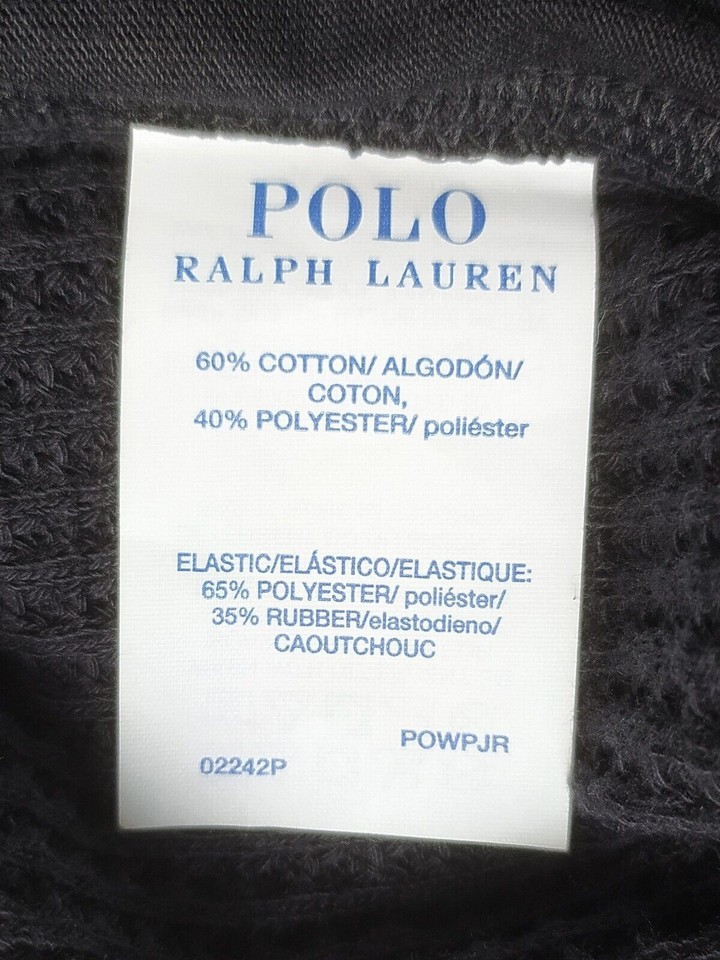 POLO
RALPH LAUREN
60% COTTON/ ALGODÓN/
COTON,
40% POLYESTER/ poliéster
ELASTIC/ELÁSTICO/ELASTIQUE:
65% POLYESTER/ poliéster/
35% RUBBER/elastodieno/
CAOUTCHOUC
POWPJR
02242P